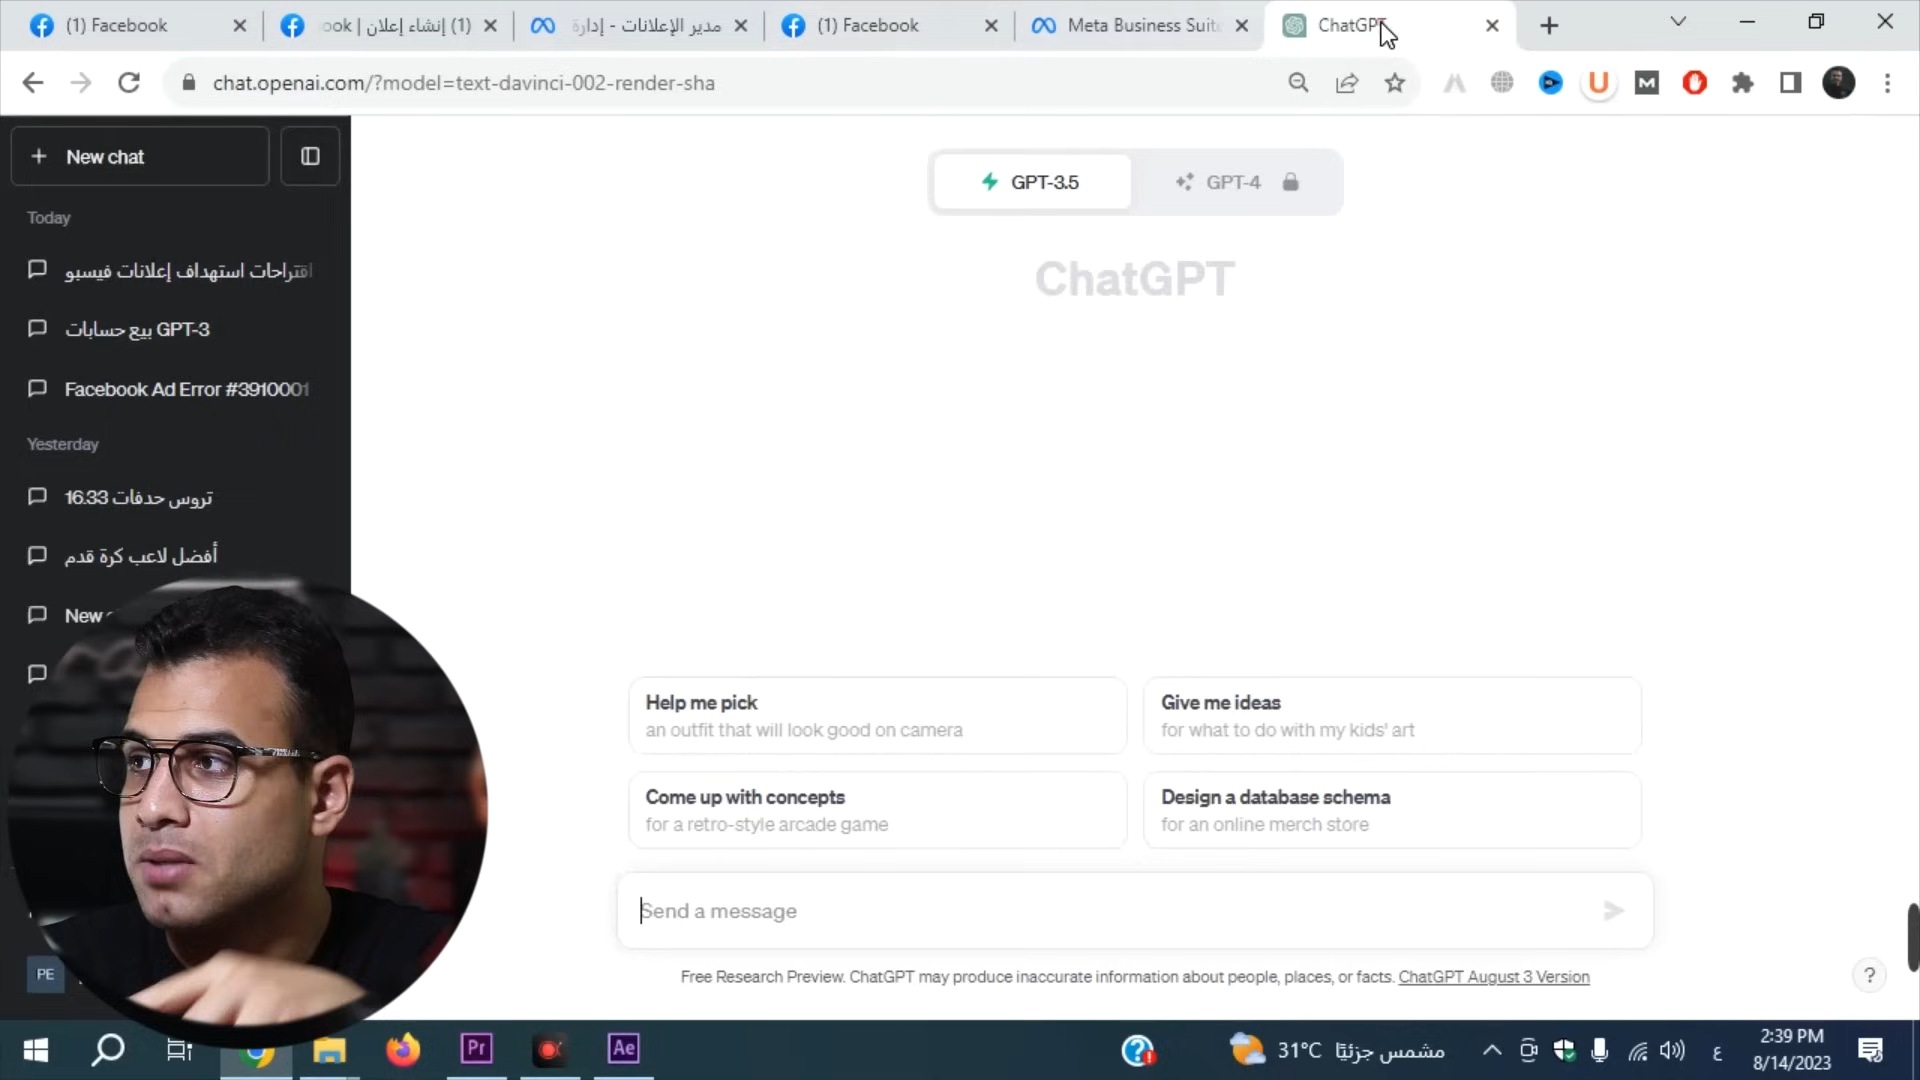 (1) Facebook
(1) إنشاء إعلان | ook
مدير الإعلانات - إدارة
(1) Facebook
Meta Business Suite
ChatGPT
chat.openai.com/?model=text-davinci-002-render-sha
New chat
GPT-3.5
GPT-4
Today
اقتراحات استهداف إعلانات فيسبو
ChatGPT
بيع حسابات GPT-3
Facebook Ad Error #3910001
Yesterday
تروس حدفات 16.33
أفضل لاعب كرة قدم
New
Help me pick
an outfit that will look good on camera
Give me ideas
for what to do with my kids' art
Come up with concepts
for a retro-style arcade game
Design a database schema
for an online merch store
Send a message
PE
Free Research Preview. ChatGPT may produce inaccurate information about people, places, or facts. ChatGPT August 3 Version
?
Pr
Ae
31°C مشمس جزئيًا
ع
2:39 PM
8/14/2023